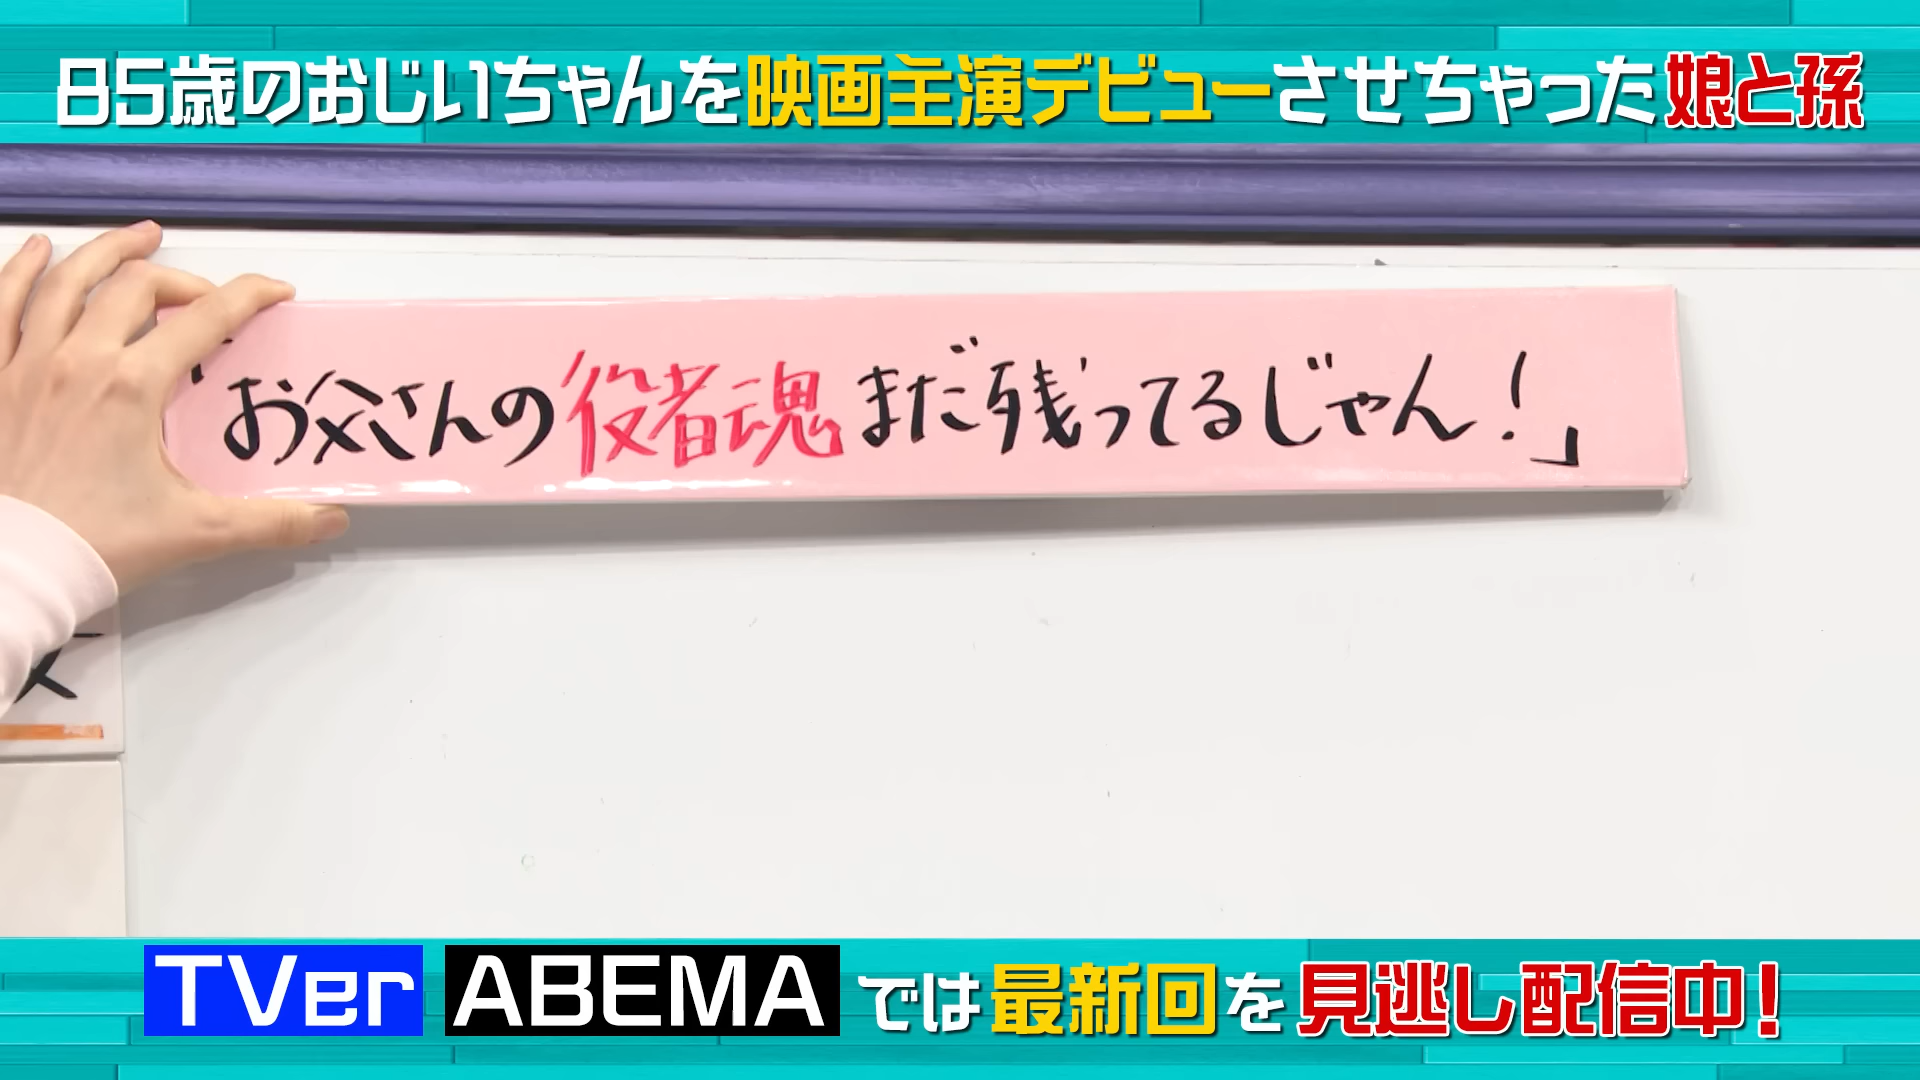 85歳のおじいちゃんを映画主演デビューさせちゃった娘と孫
「お父さんの役者魂まだ残ってるじゃん!」
TVer ABEMA では最新回を見逃し配信中!